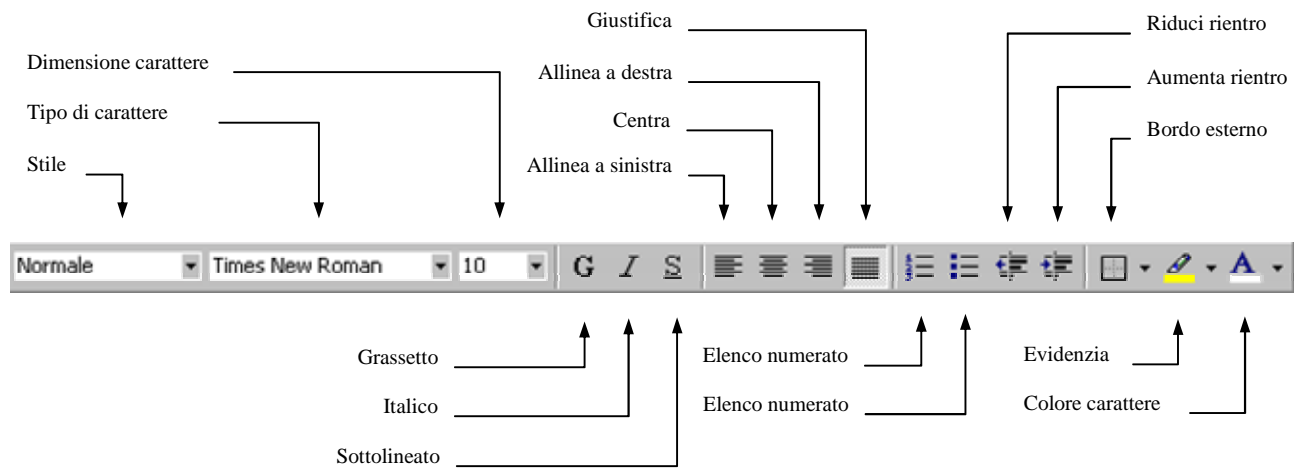 Giustifica
Riduci rientro
Dimensione carattere
Allinea a destra
Aumenta rientro
Tipo di carattere
Centra
Bordo esterno
Stile
Allinea a sinistra
Normale Times New Roman 10 G I S A
Grassetto
Elenco numerato
Evidenzia
Italico
Elenco numerato
Colore carattere
Sottolineato